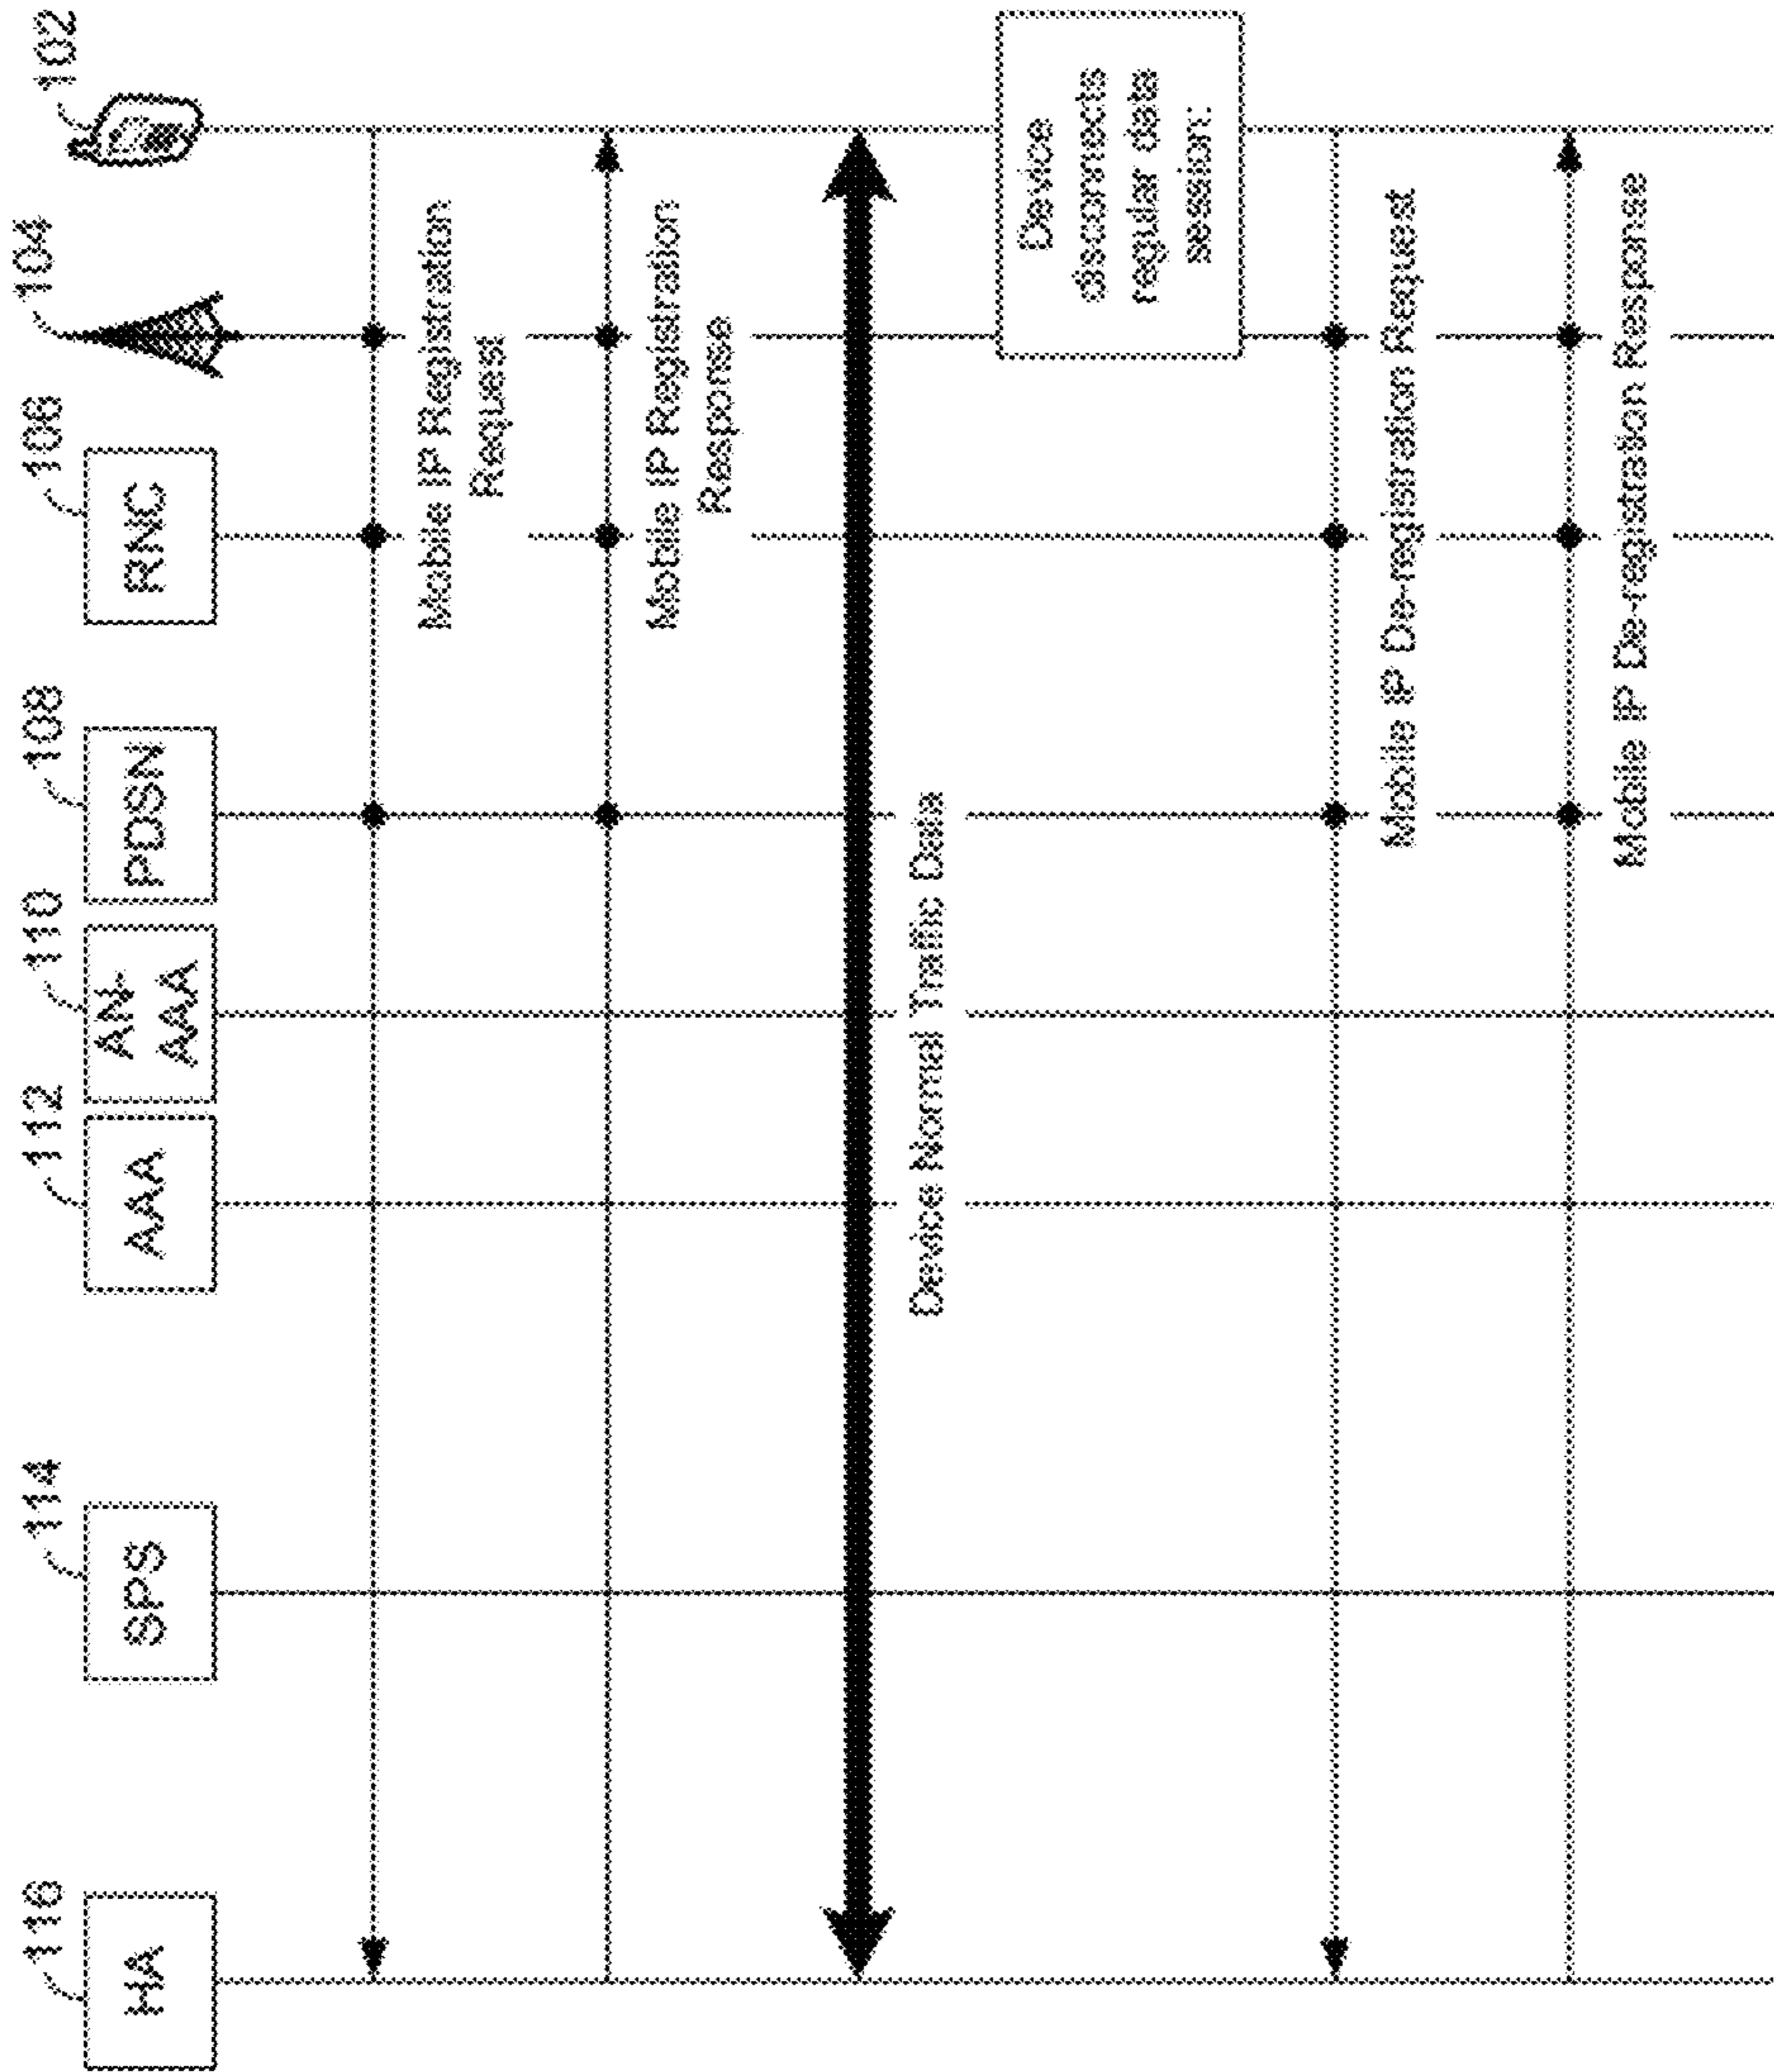 116
114
112
110
108
106
104
102
HA
SPS
AAA
AN-
AAA
PDSN
RNC
Mobile IP Registration
Request
Mobile IP Registration
Response
Device Normal Traffic Data
Device
disconnects
regular data
session:
Mobile IP De-registration Request
Mobile IP De-registration Response